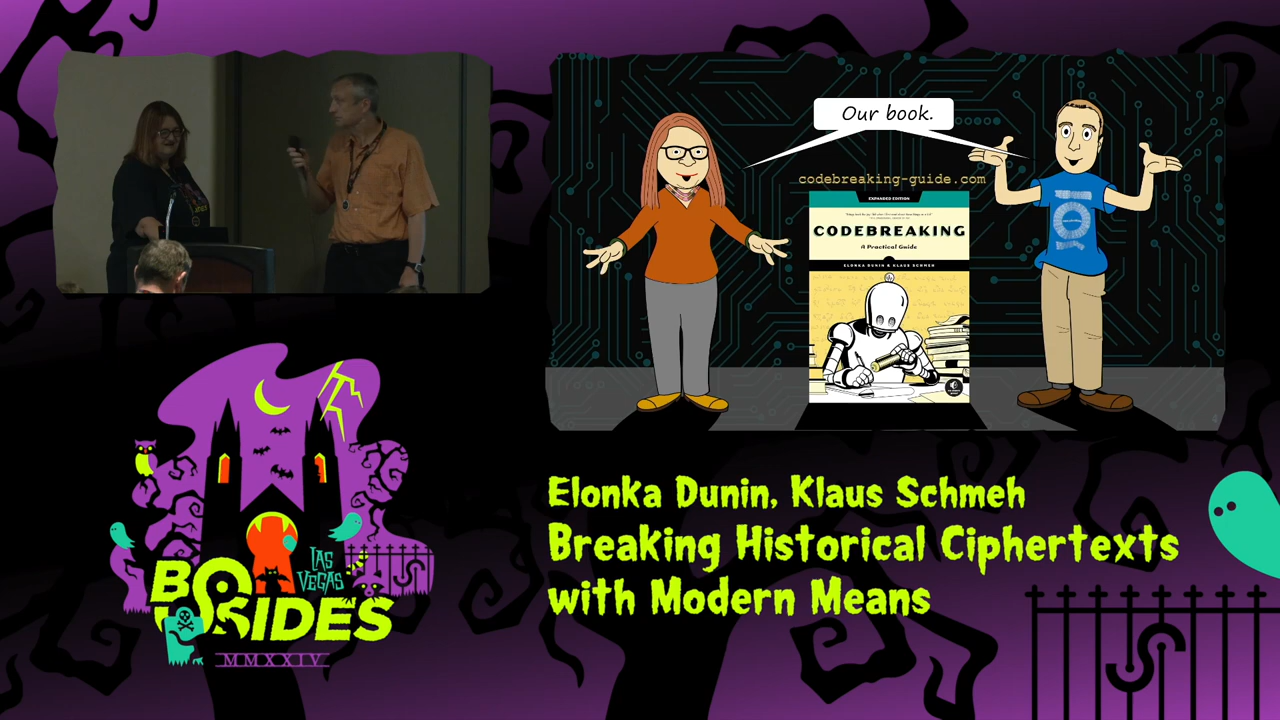 Our book.
codebreaking-guide.com
EXPANDED EDITION
CODEBREAKING
A Practical Guide
ELONKA DUNIN & KLAUS SCHMEH
LAS
VEGAS
BSIDES
MMXXIV
Elonka Dunin, Klaus Schmeh
Breaking Historical Ciphertexts
with Modern Means